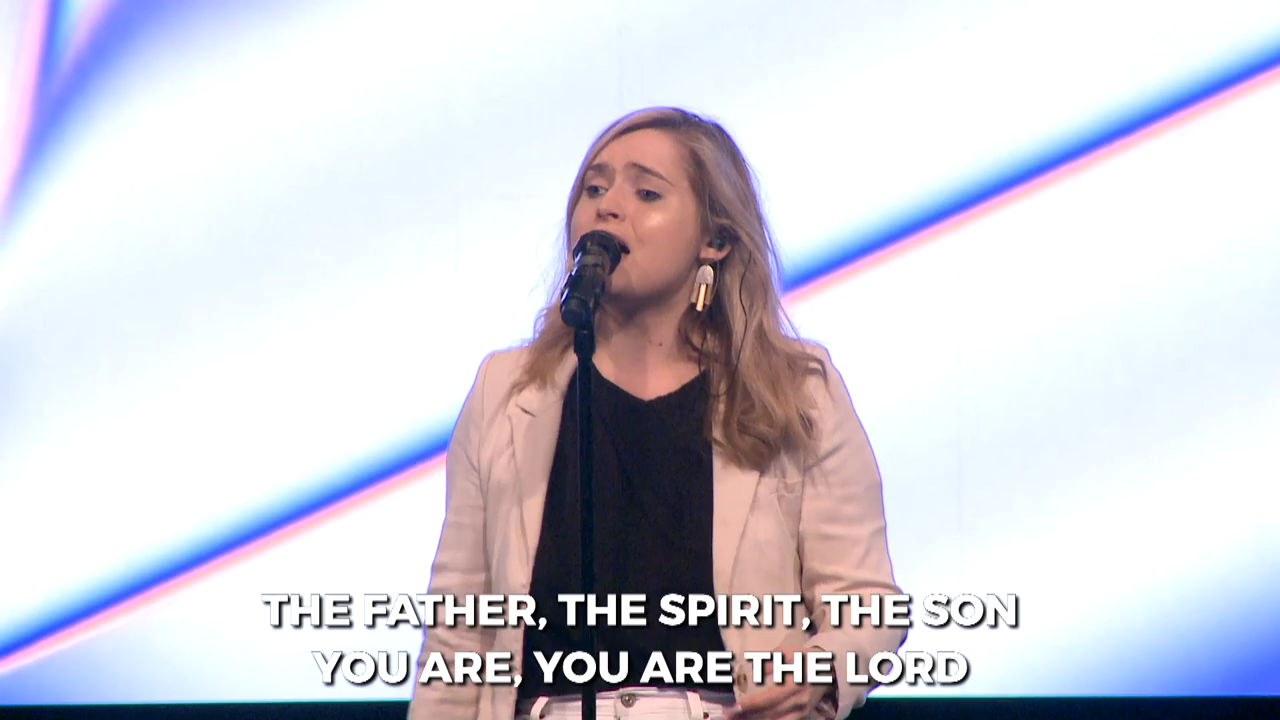 THE FATHER, THE SPIRIT, THE SON
YOU ARE, YOU ARE THE LORD